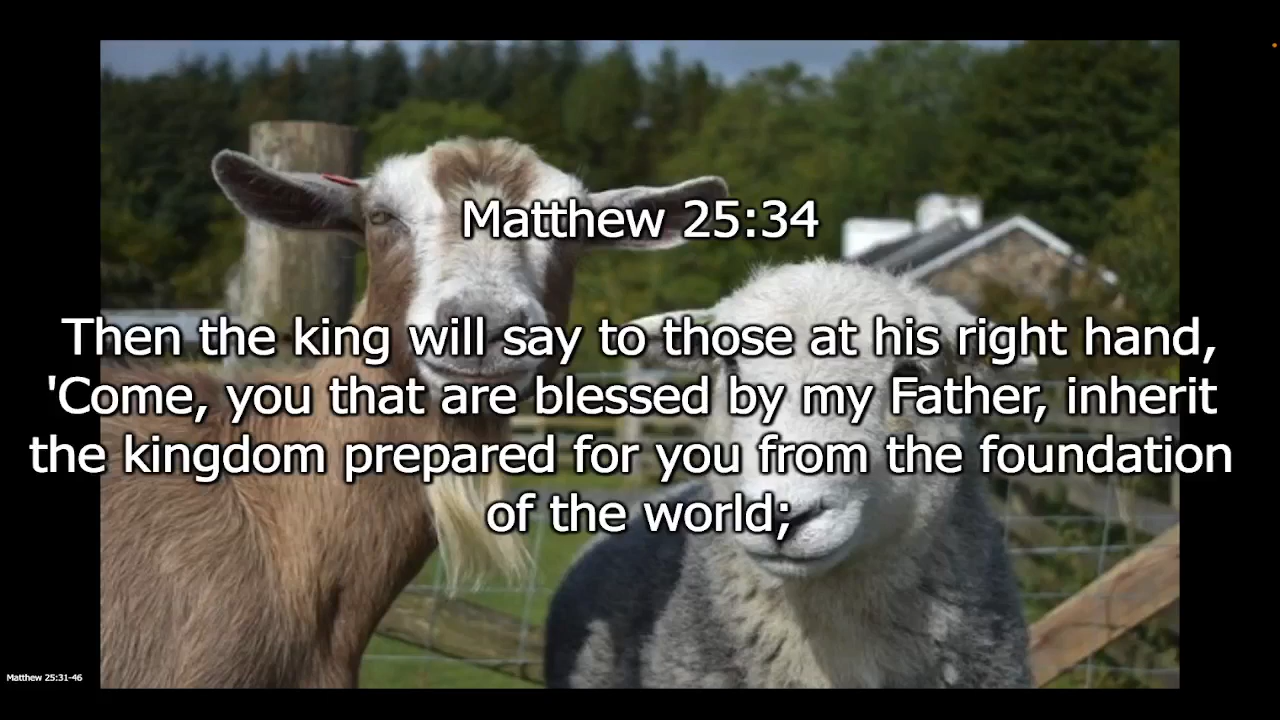 Matthew 25:34
Then the king will say to those at his right hand,
'Come, you that are blessed by my Father, inherit
the kingdom prepared for you from the foundation
of the world;
Matthew 25:31-46